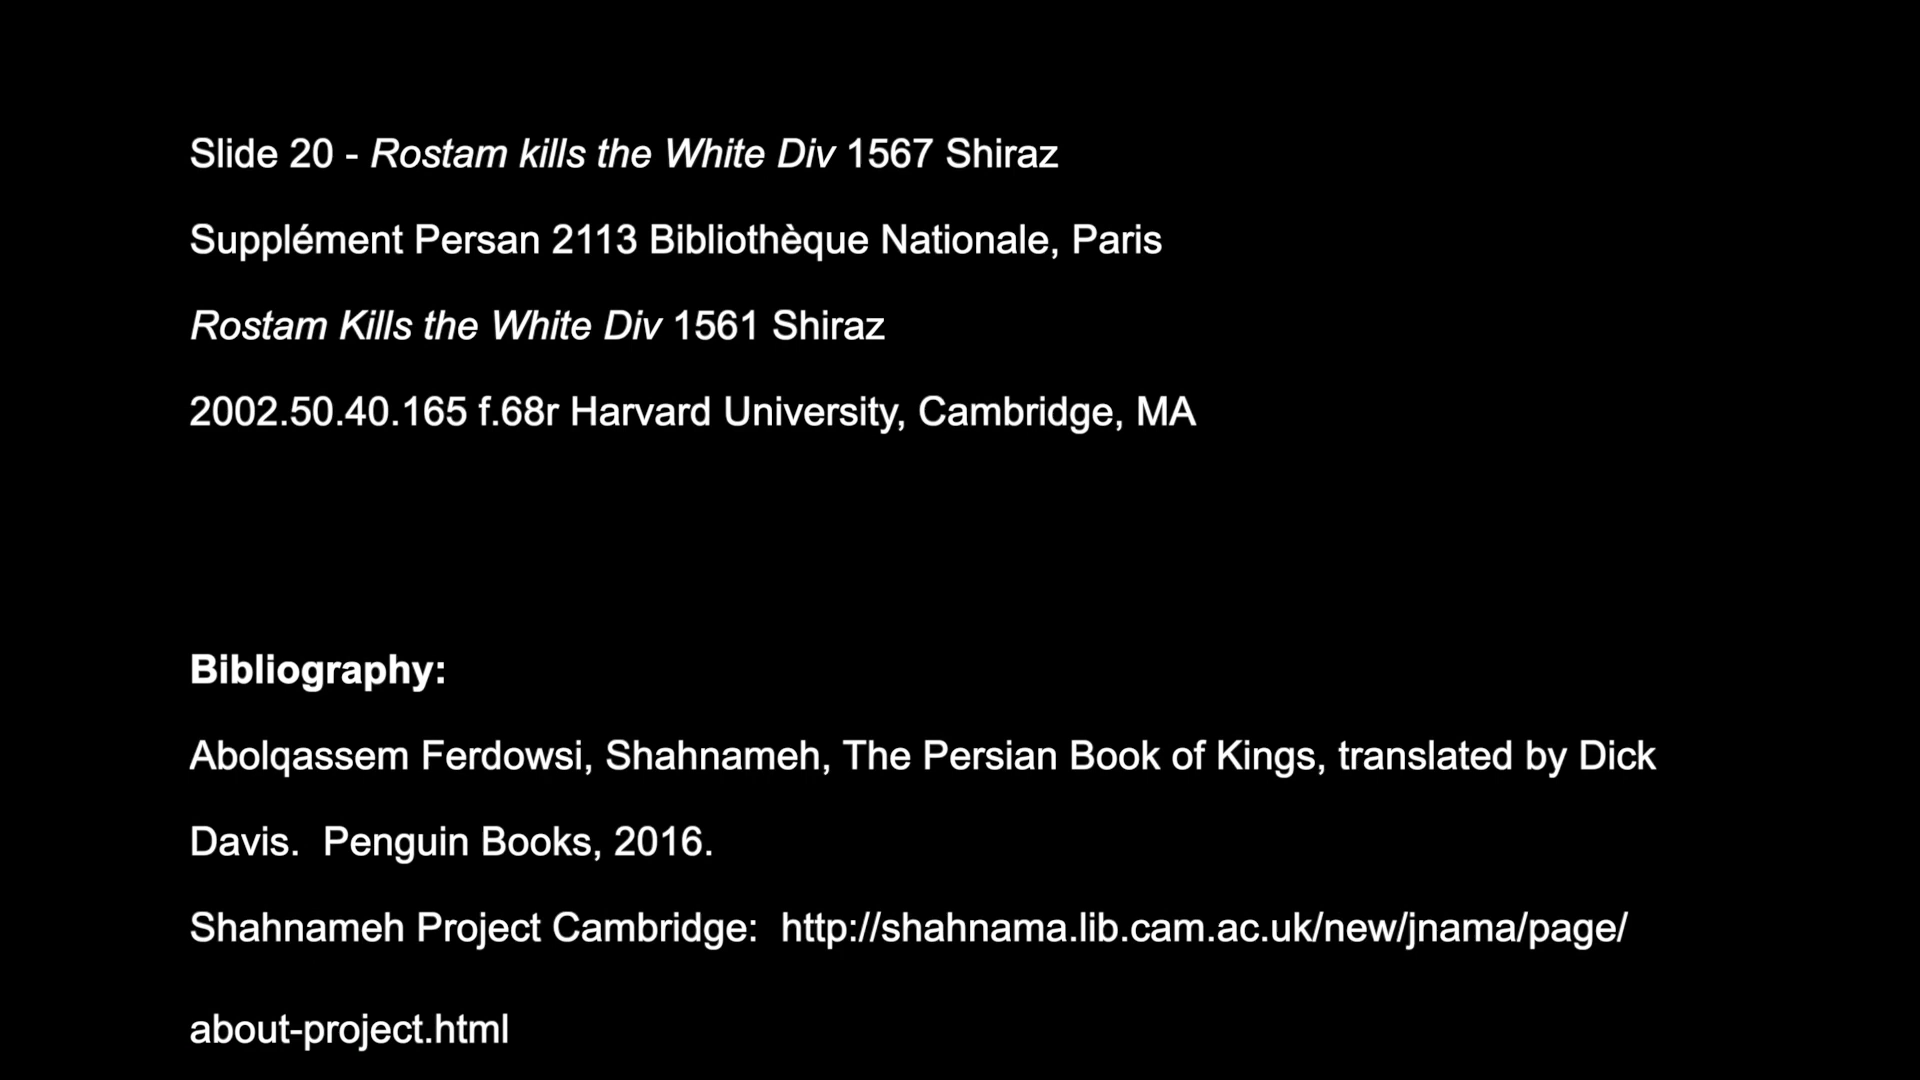 Slide 20 - Rostam kills the White Div 1567 Shiraz
Supplément Persan 2113 Bibliothèque Nationale, Paris
Rostam Kills the White Div 1561 Shiraz
2002.50.40.165 f.68r Harvard University, Cambridge, MA
Bibliography:
Abolqassem Ferdowsi, Shahnameh, The Persian Book of Kings, translated by Dick
Davis.  Penguin Books, 2016.
Shahnameh Project Cambridge:  http://shahnama.lib.cam.ac.uk/new/jnama/page/
about-project.html